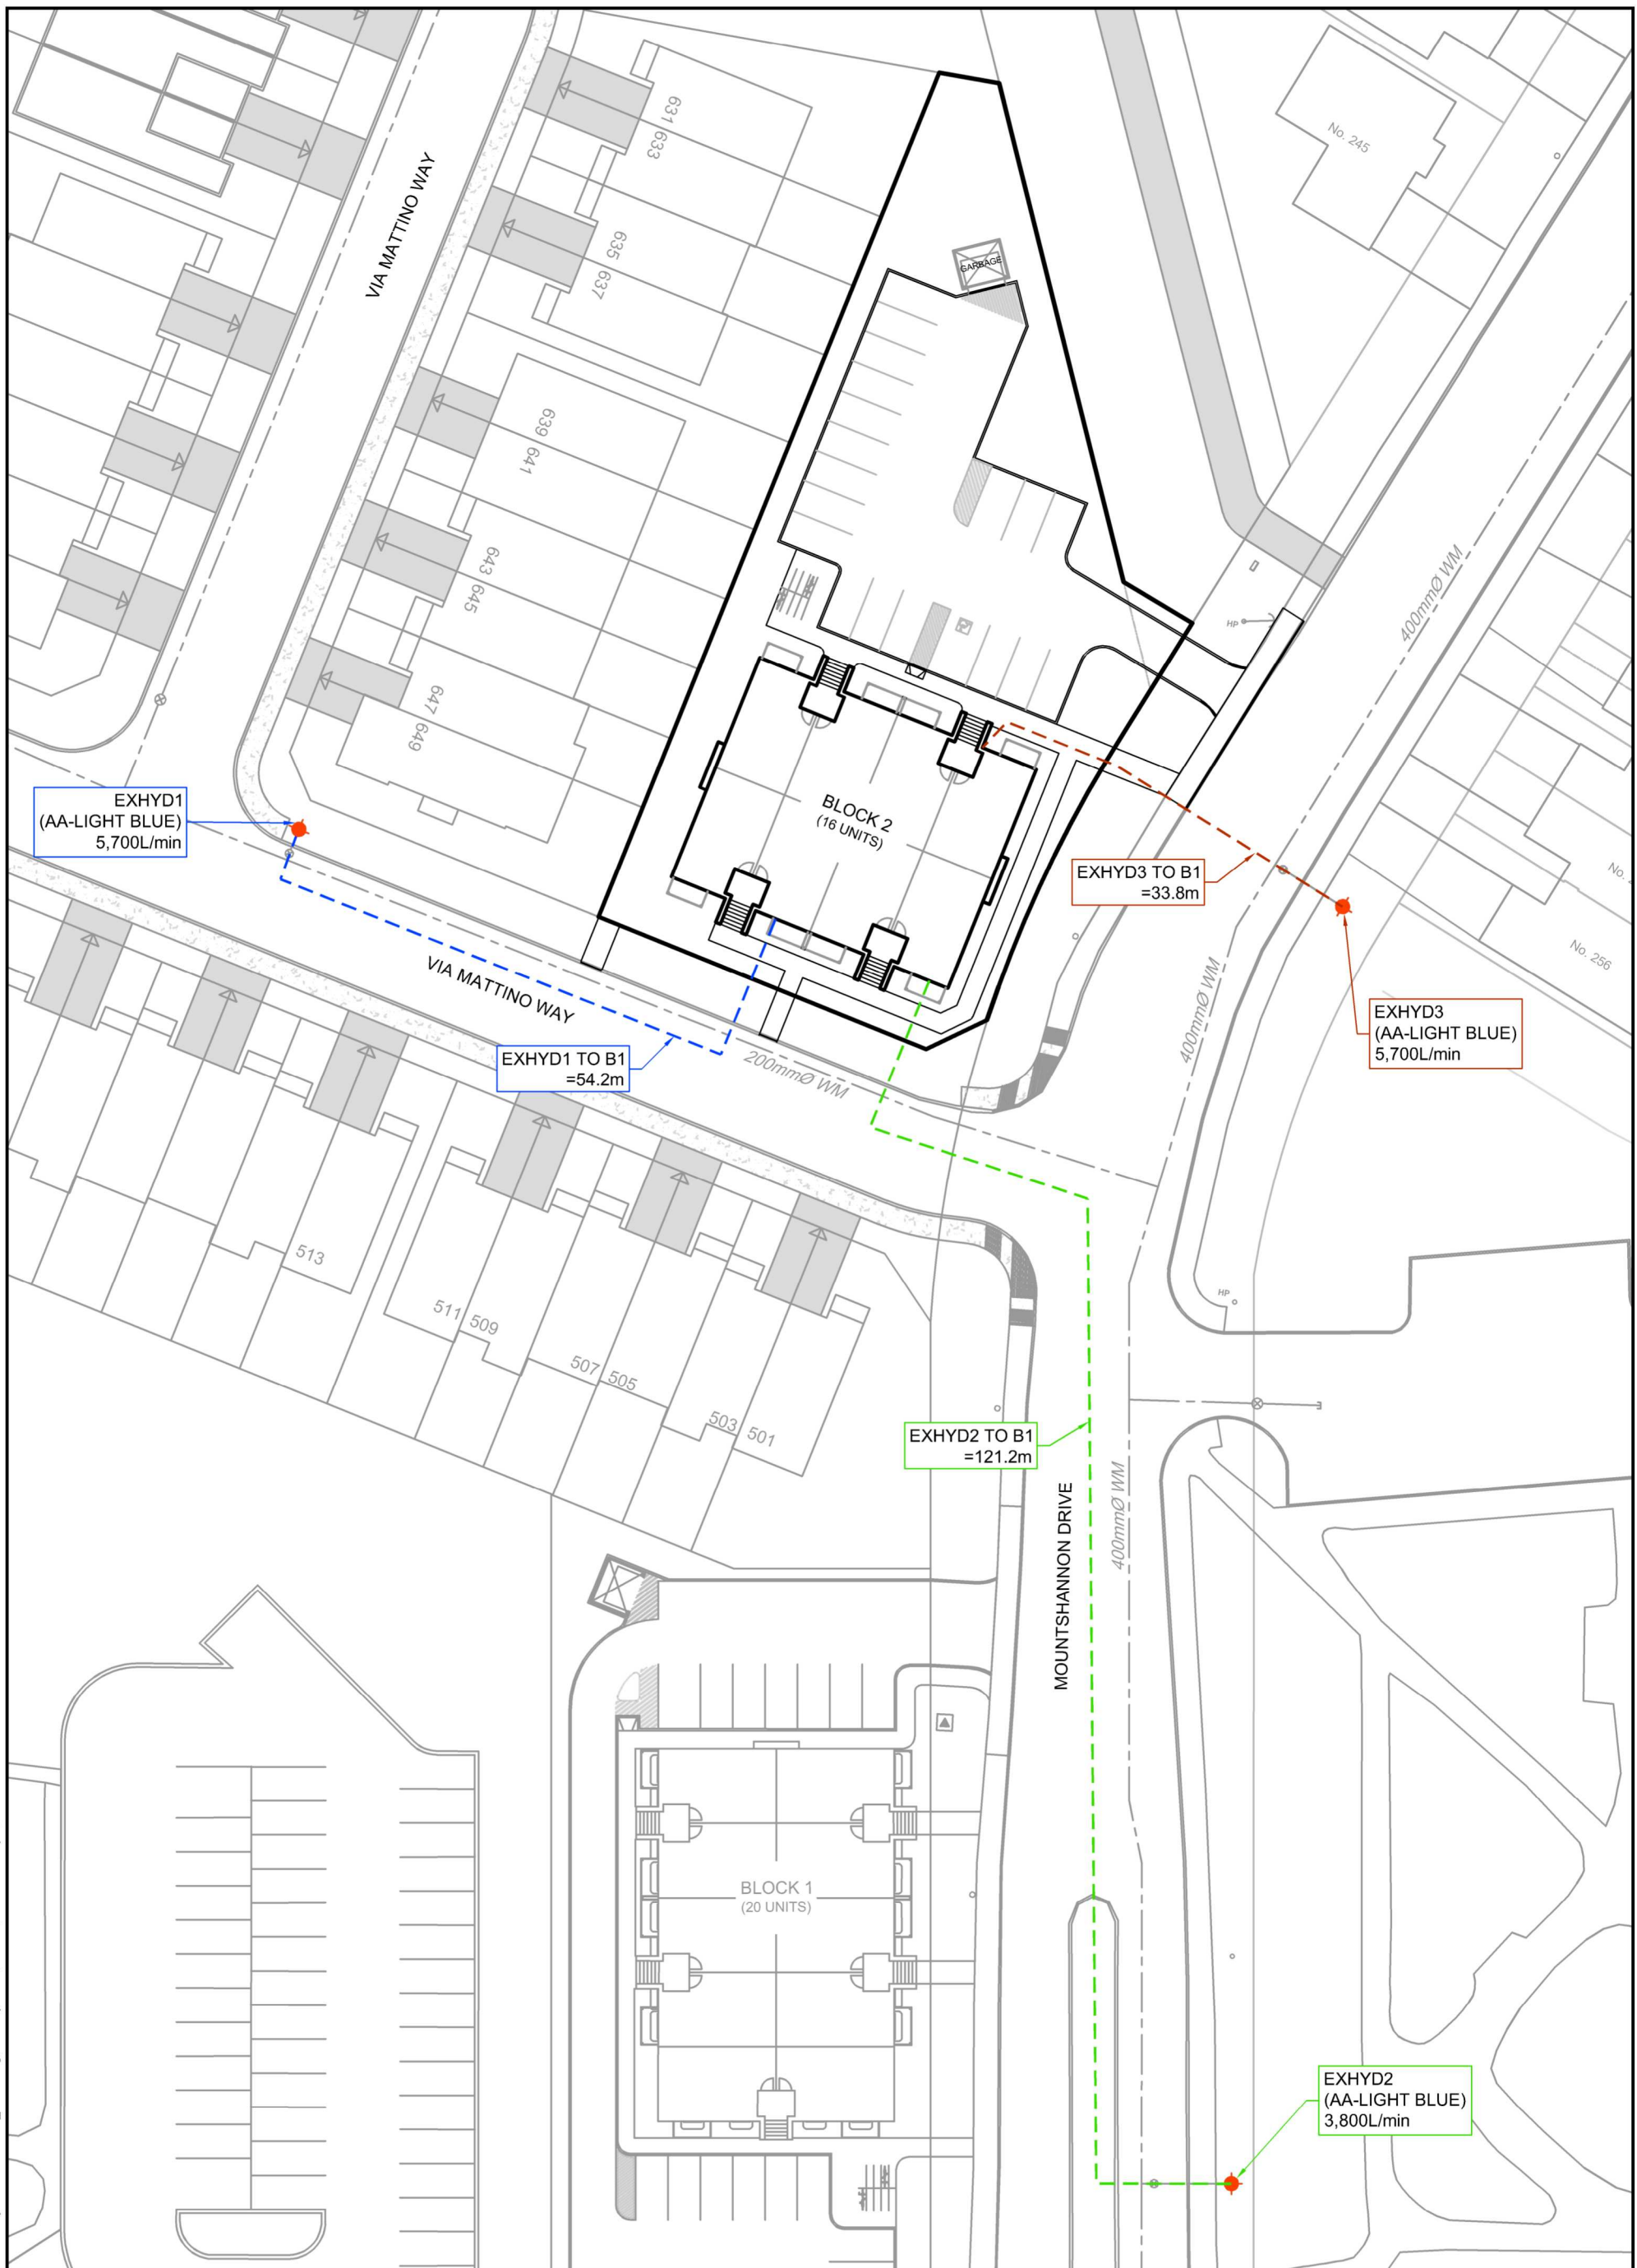 VIA MATTINO WAY
631 633
635 637
639 641
643 645
647 649
No. 245
GARBAGE
HP
400mmØ WM
EXHYD1
(AA-LIGHT BLUE)
5,700L/min
BLOCK 2
(16 UNITS)
EXHYD3 TO B1
=33.8m
No. 256
EXHYD3
(AA-LIGHT BLUE)
5,700L/min
VIA MATTINO WAY
EXHYD1 TO B1
=54.2m
200mmØ WM
400mmØ WM
513
511 509
507 505
503 501
HP
EXHYD2 TO B1
=121.2m
MOUNTSHANNON DRIVE
400mmØ WM
BLOCK 1
(20 UNITS)
EXHYD2
(AA-LIGHT BLUE)
3,800L/min